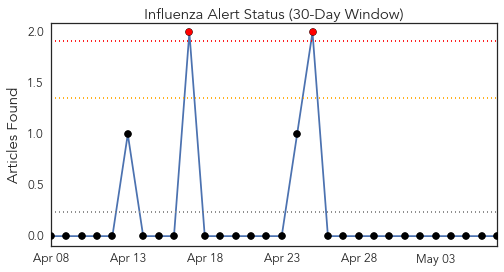 Influenza Alert Status (30-Day Window)
Articles Found
2.0
1.5
1.0
0.5
0.0
Apr 08 Apr 13 Apr 18 Apr 23 Apr 28 May 03